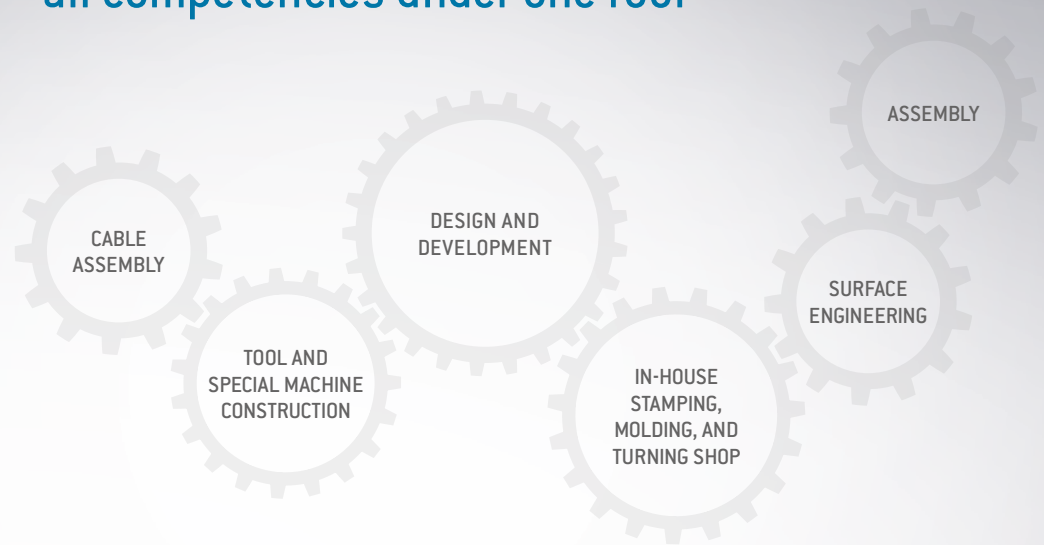 all competencies under one roof
CABLE
ASSEMBLY
TOOL AND
SPECIAL MACHINE
CONSTRUCTION
DESIGN AND
DEVELOPMENT
IN-HOUSE
STAMPING,
MOLDING, AND
TURNING SHOP
SURFACE
ENGINEERING
ASSEMBLY